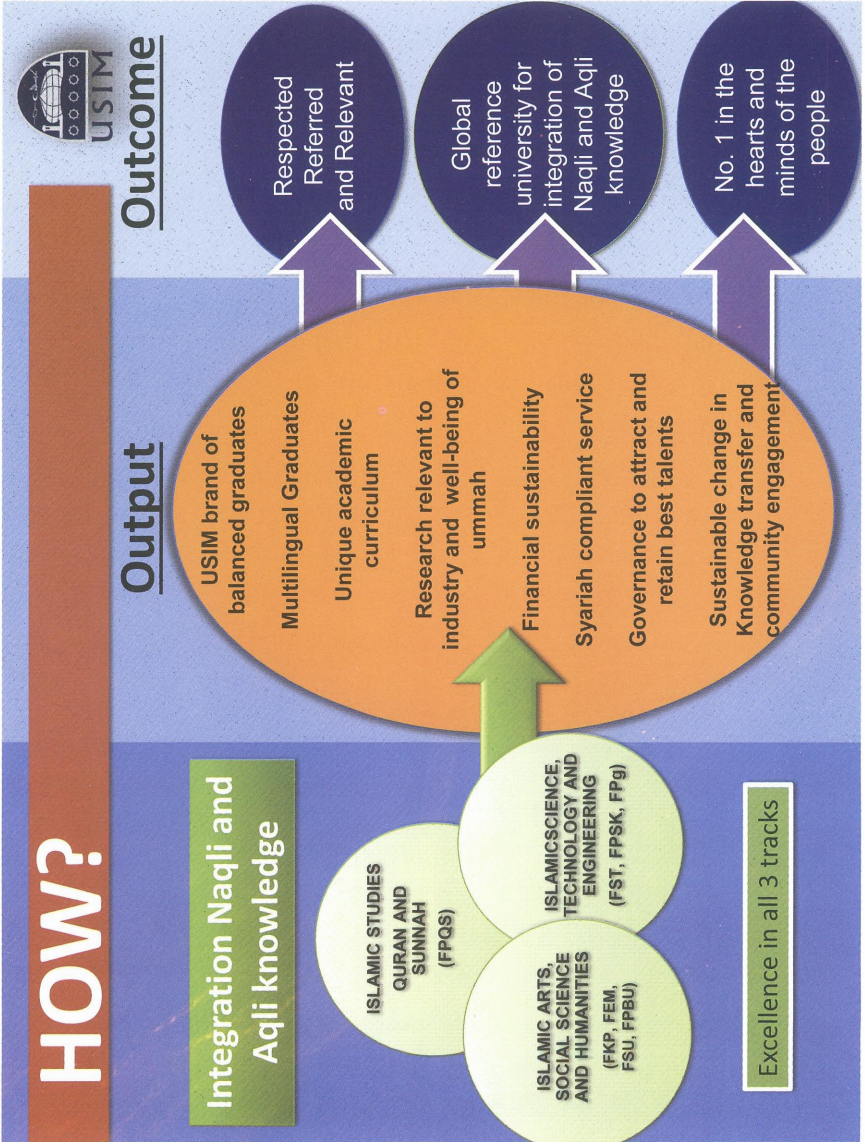 HOW?
USIM
Integration Naqli and
Aqli knowledge
ISLAMIC STUDIES
QURAN AND
SUNNAH
(FPQS)
ISLAMIC ARTS,
SOCIAL SCIENCE
AND HUMANITIES
(FKP, FEM,
FSU, FPBU)
ISLAMICSCIENCE,
TECHNOLOGY AND
ENGINEERING
(FST, FPSK, FPg)
Excellence in all 3 tracks
Output
USIM brand of
balanced graduates
Multilingual Graduates
Unique academic
curriculum
Research relevant to
industry and well-being of
ummah
Financial sustainability
Syariah compliant service
Governance to attract and
retain best talents
Sustainable change in
Knowledge transfer and
community engagement
Outcome
Respected
Referred
and Relevant
Global
reference
university for
integration of
Naqli and Aqli
knowledge
No. 1 in the
hearts and
minds of the
people